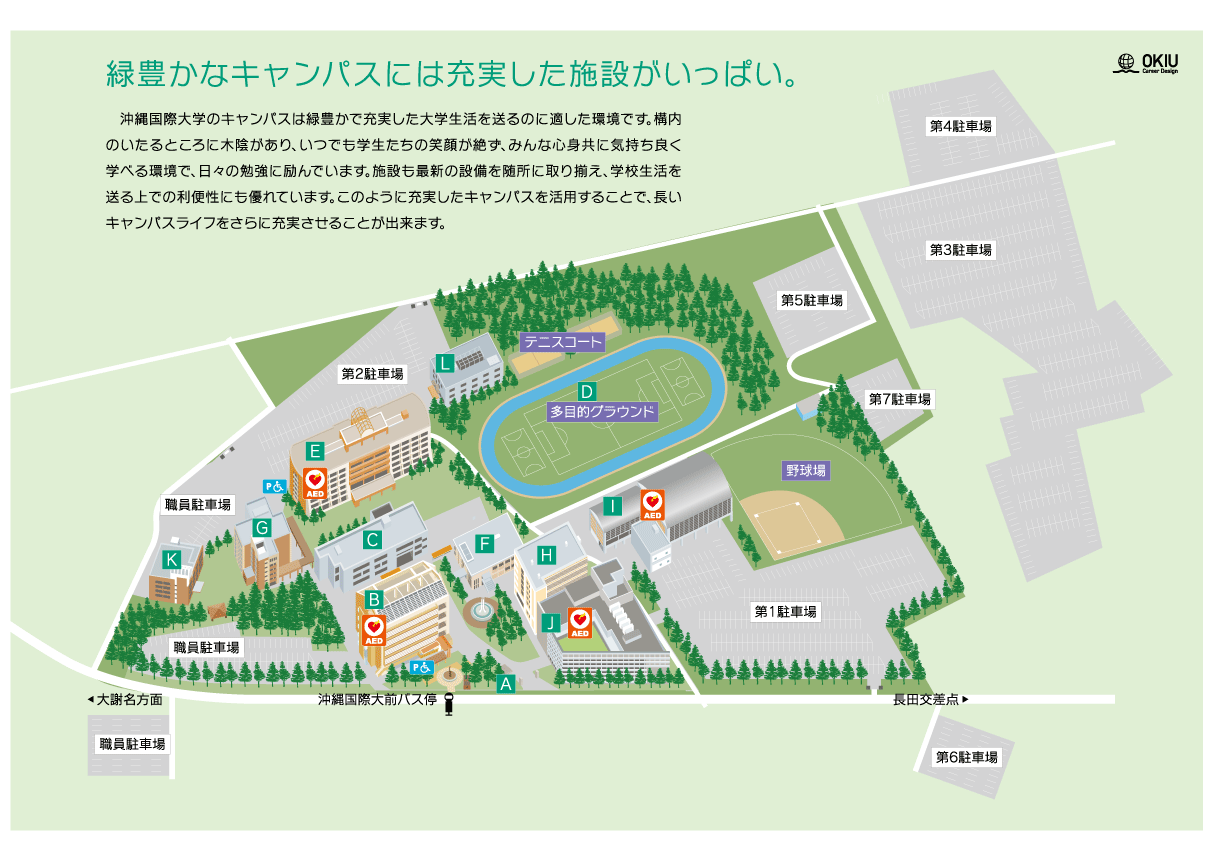 緑豊かなキャンパスには充実した施設がいっぱい。
OKIU
Career Design
沖縄国際大学のキャンパスは緑豊かで充実した大学生活を送るのに適した環境です。構内
のいたるところに木陰があり、いつでも学生たちの笑顔が絶ず、みんな心身共に気持ち良く
学べる環境で、日々の勉強に励んでいます。施設も最新の設備を随所に取り揃え、学校生活を
送る上での利便性にも優れています。このように充実したキャンパスを活用することで、長い
キャンパスライフをさらに充実させることが出来ます。
第4駐車場
第3駐車場
第5駐車場
テニスコート
L
第2駐車場
D
多目的グラウンド
第7駐車場
E
AED
野球場
P
職員駐車場
I
AED
G
C
F
H
K
B
AED
J
AED
第1駐車場
職員駐車場
P
A
大謝名方面
沖縄国際大前バス停
長田交差点
職員駐車場
第6駐車場